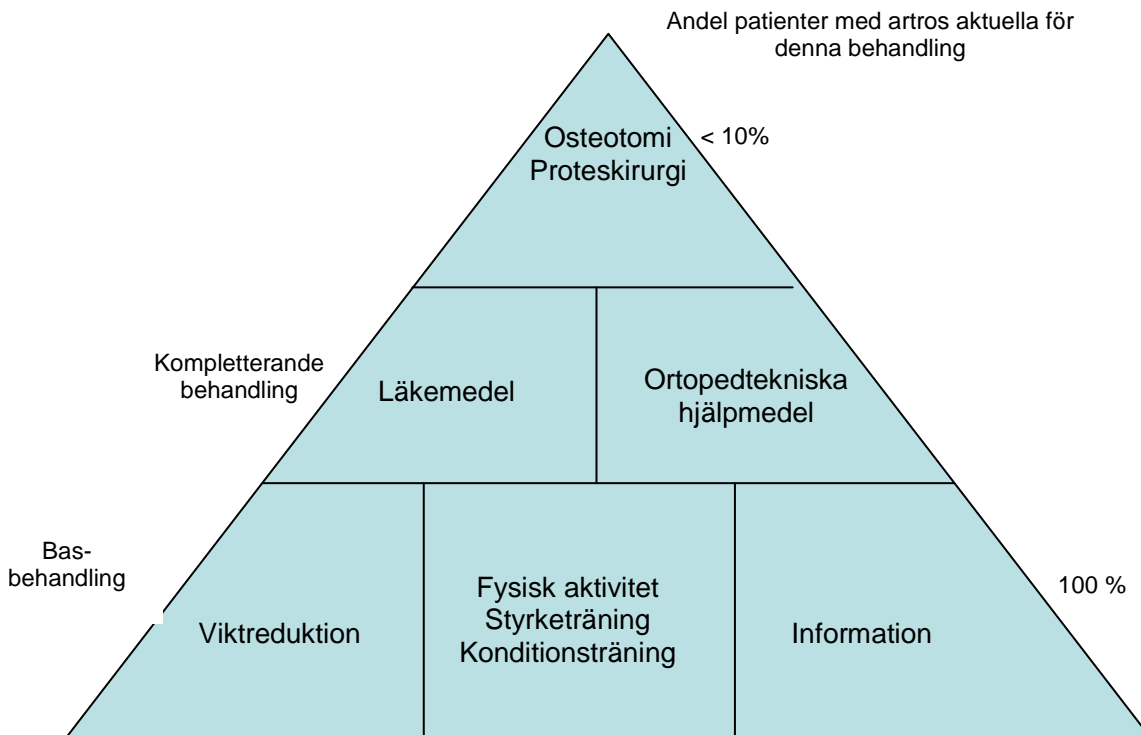 Andel patienter med artros aktuella för
denna behandling
Osteotomi
Proteskirurgi
< 10%
Kompletterande
behandling
Läkemedel
Ortopedtekniska
hjälpmedel
Bas-
behandling
Viktreduktion
Fysisk aktivitet
Styrketräning
Konditionsträning
Information
100 %